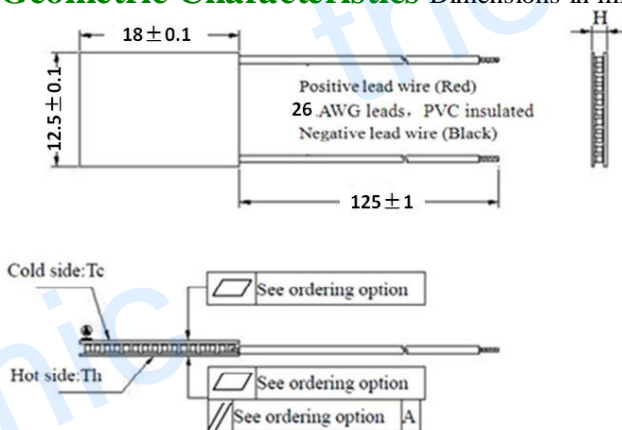 Geometric Characteristics Dimensions in
18±0.1
H
12.5±0.1
Positive lead wire (Red)
26.AWG leads, PVC insulated
Negative lead wire (Black)
125±1
Cold side:Tc
See ordering option
Hot side:Th
See ordering option
See ordering option A